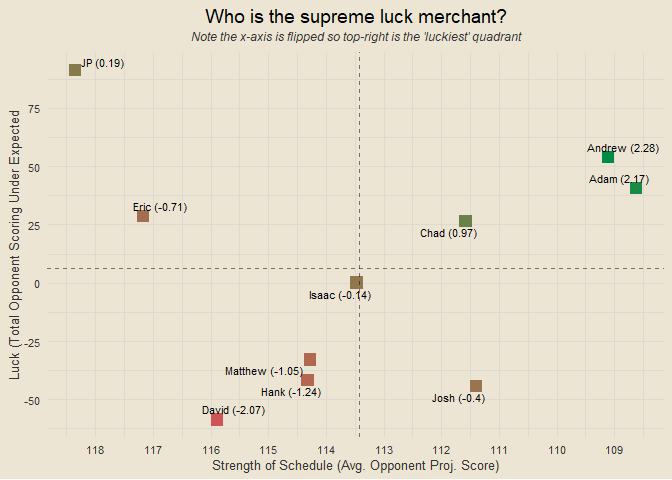 Who is the supreme luck merchant?
Note the x-axis is flipped so top-right is the 'luckiest' quadrant
Luck (Total Opponent Scoring Under Expected
75
50
25
0
-25
-50
JP (0.19)
Andrew (2.28)
Adam (2.17)
Eric (-0.71)
Chad (0.97)
Isaac (-0.14)
Matthew (-1.05)
Hank (-1.24)
Josh (-0.4)
David (-2.07)
118 117 116 115 114 113 112 111 110 109
Strength of Schedule (Avg. Opponent Proj. Score)